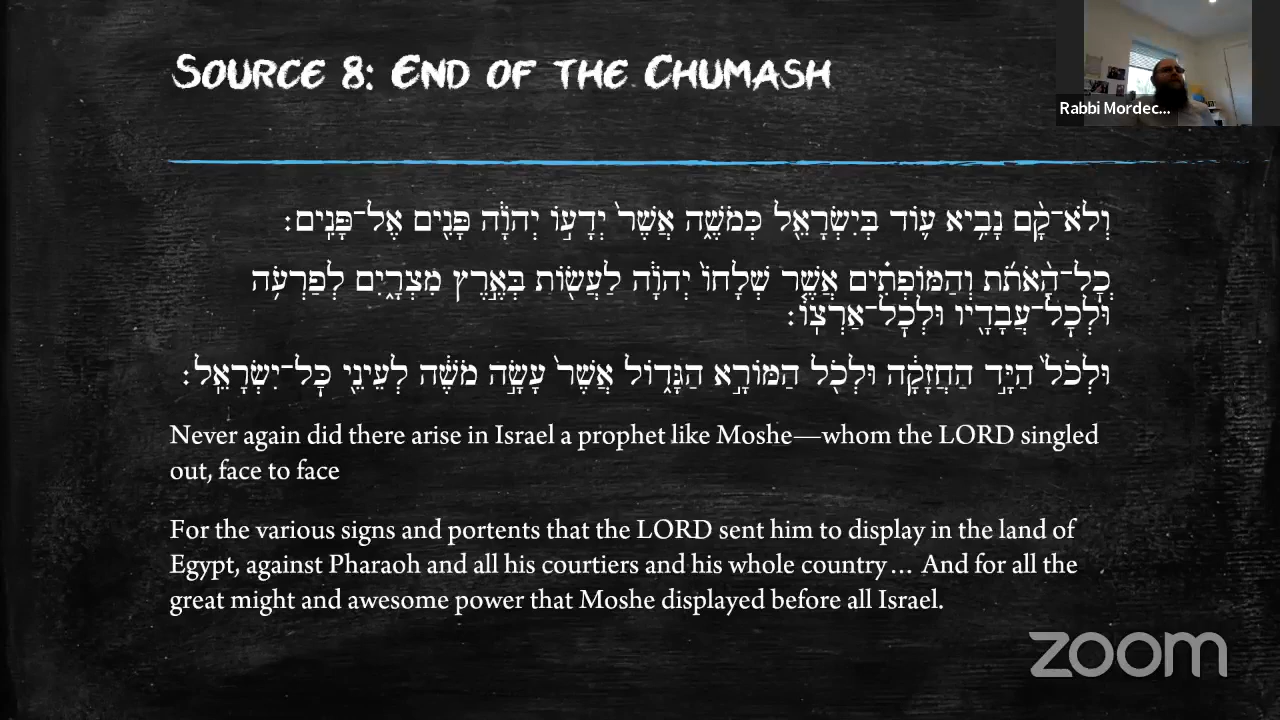 SOURCE 8: END OF THE CHUMASH
Rabbi Mordec...
וְלֹא־קָ֨ם נָבִ֥יא ע֛וֹד בְּיִשְׂרָאֵ֖ל כְּמֹשֶׁ֑ה אֲשֶׁר֙ יְדָע֣וֹ יְהוָ֔ה פָּנִ֖ים אֶל־פָּנִֽים׃
לְכָל־הָ֨אֹתֹ֜ת וְהַמּוֹפְתִ֗ים אֲשֶׁ֤ר שְׁלָחוֹ֙ יְהוָ֔ה לַעֲשׂ֖וֹת בְּאֶ֣רֶץ מִצְרָ֑יִם לְפַרְעֹ֥ה
וּלְכָל־עֲבָדָ֖יו וּלְכָל־אַרְצֽוֹ׃
וּלְכֹל֙ הַיָּ֣ד הַחֲזָקָ֔ה וּלְכֹ֖ל הַמּוֹרָ֣א הַגָּד֑וֹל אֲשֶׁר֙ עָשָׂ֣ה מֹשֶׁ֔ה לְעֵינֵ֖י כָּל־יִשְׂרָאֵֽל׃
Never again did there arise in Israel a prophet like Moshe—whom the LORD singled
out, face to face
For the various signs and portents that the LORD sent him to display in the land of
Egypt, against Pharaoh and all his courtiers and his whole country... And for all the
great might and awesome power that Moshe displayed before all Israel.
zoom